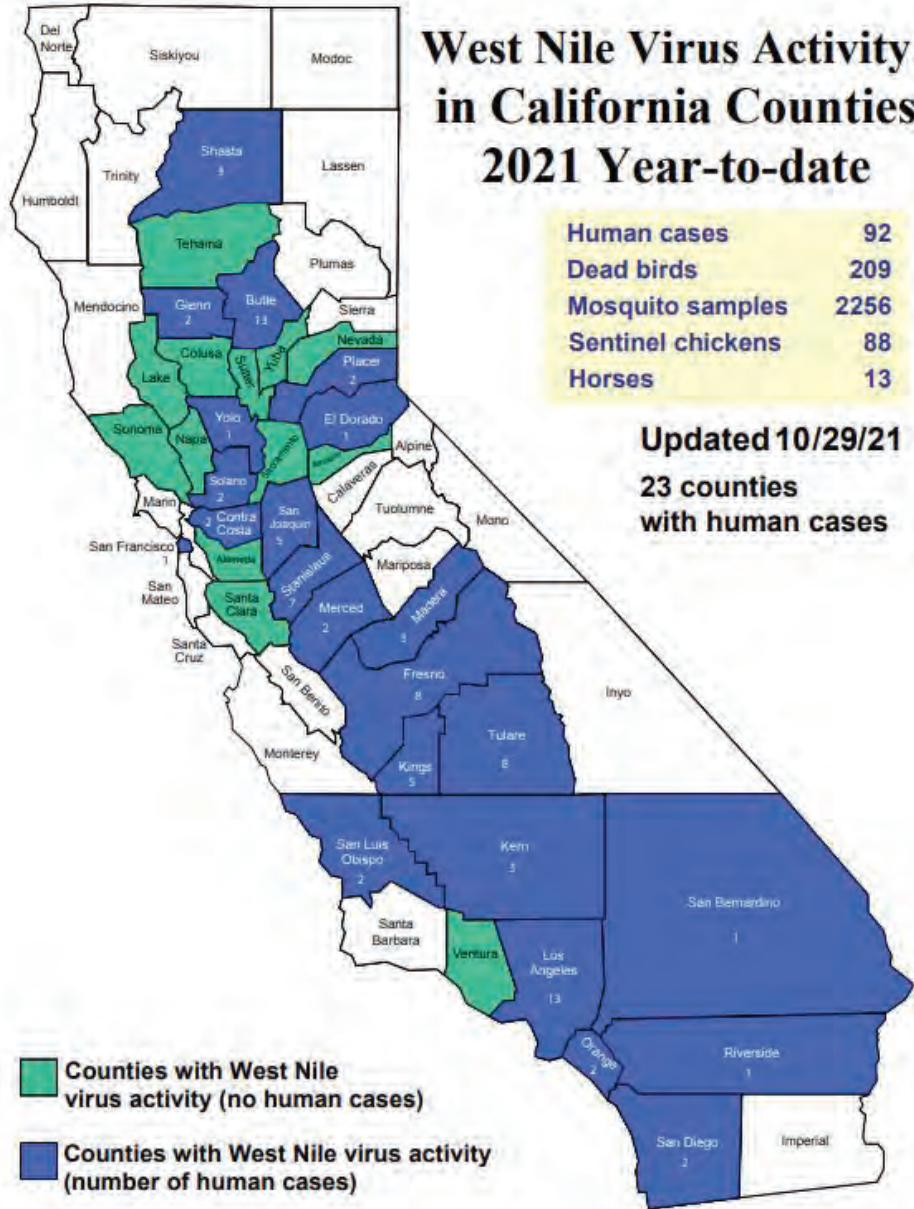 West Nile Virus Activity
in California Counties
2021 Year-to-date
Human cases 92
Dead birds 209
Mosquito samples 2256
Sentinel chickens 88
Horses 13
Updated 10/29/21
23 counties
with human cases
Del
Norte
Siskiyou
Modoc
Shasta
Trinity
Humboldt
Lassen
Tehama
Plumas
Mendocino
Glenn
2
Butte
13
Sierra
Nevada
Colusa
Sutter
Yuba
Placer
2
Lake
El Dorado
1
Yolo
1
Sonoma
Napa
Sacramento
Alpine
Solano
2
Calaveras
Marin
2
Contra
Costa
San
Joaquin
5
Tuolumne
Mono
San Francisco
1
Alameda
Stanislaus
Mariposa
San
Mateo
Santa
Clara
Merced
2
Madera
3
Santa
Cruz
San Benito
Fresno
8
Inyo
Monterey
Kings
5
Tulare
8
San Luis
Obispo
2
Kern
3
San Bernardino
1
Santa
Barbara
Ventura
Los
Angeles
13
Orange
2
Riverside
1
San Diego
2
Imperial
Counties with West Nile
virus activity (no human cases)
Counties with West Nile virus activity
(number of human cases)